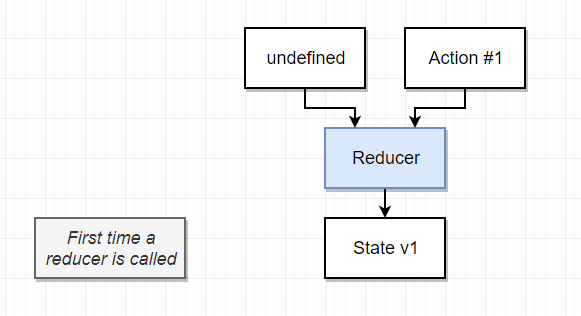 undefined
Action #1
Reducer
First time a
reducer is called
State v1